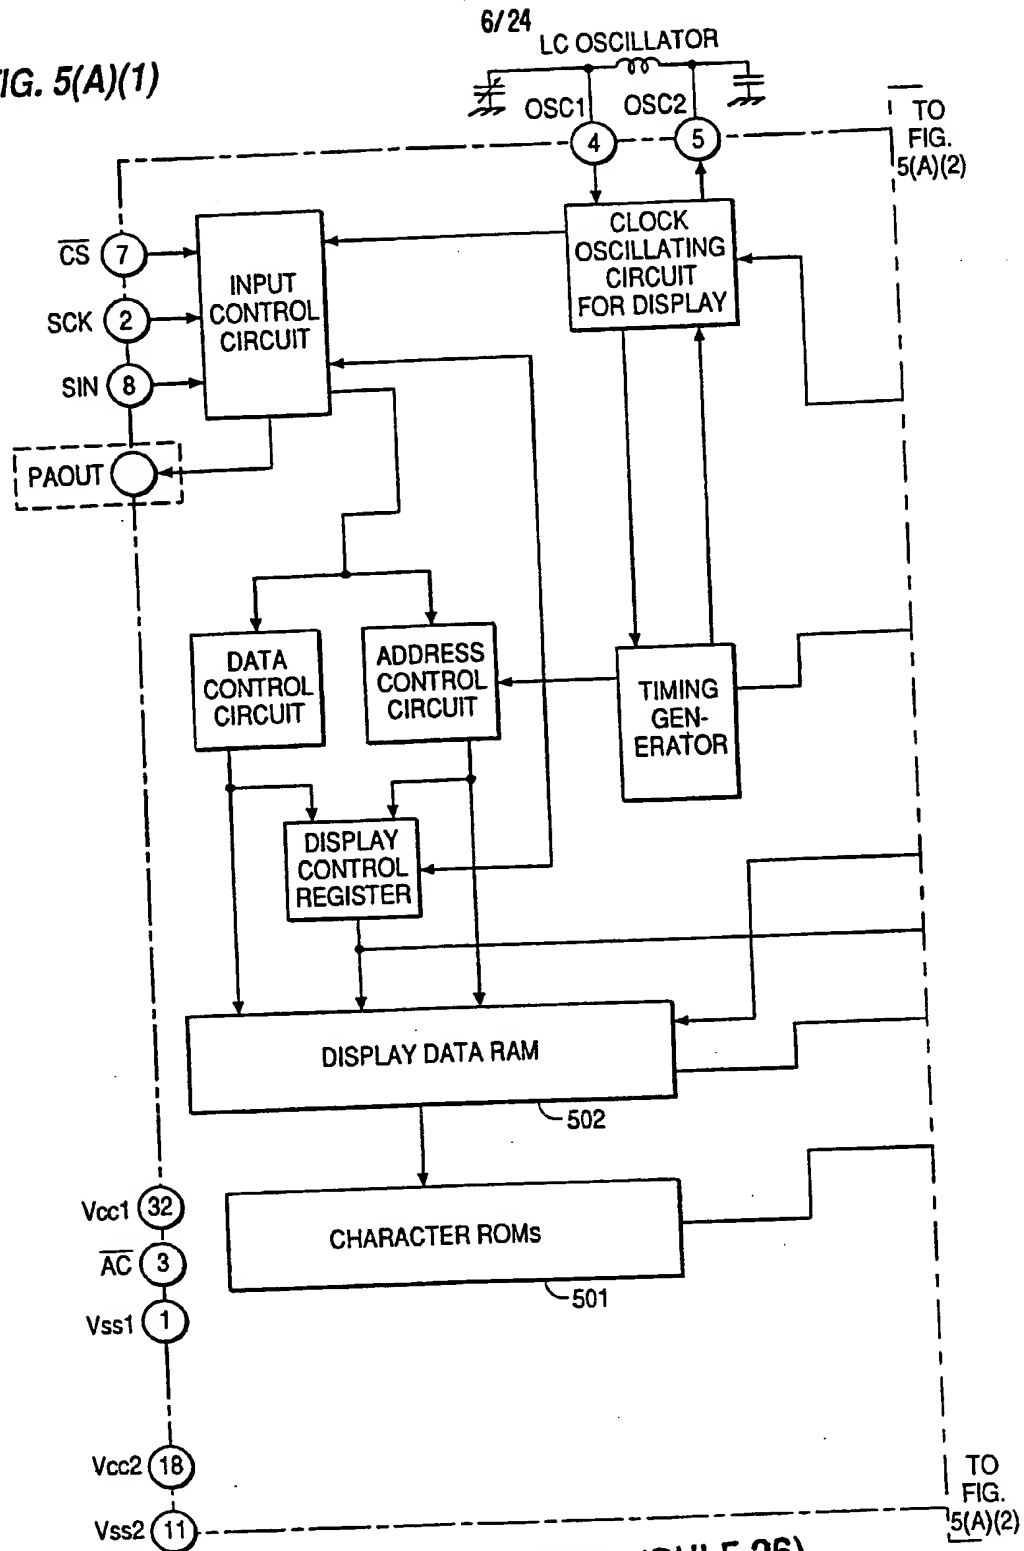 6/24
IG. 5(A)(1)
LC OSCILLATOR
OSC1
OSC2
4
5
TO
FIG.
5(A)(2)
CS
7
SCK
2
SIN
8
PAOUT
INPUT
CONTROL
CIRCUIT
CLOCK
OSCILLATING
CIRCUIT
FOR DISPLAY
DATA
CONTROL
CIRCUIT
ADDRESS
CONTROL
CIRCUIT
TIMING
GEN-
ERATOR
DISPLAY
CONTROL
REGISTER
DISPLAY DATA RAM
502
CHARACTER ROMs
501
Vcc1
32
AC
3
Vss1
1
Vcc2
18
Vss2
11
TO
FIG.
5(A)(2)
26)